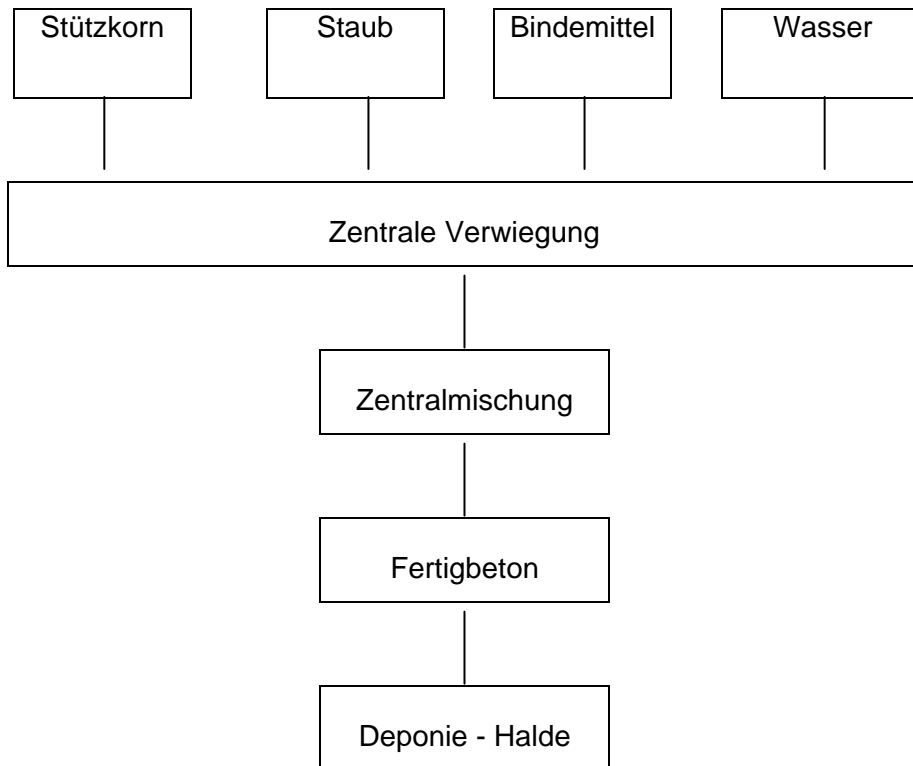 Stützkorn
Staub
Bindemittel
Wasser
Zentrale Verwiegung
Zentralmischung
Fertigbeton
Deponie - Halde